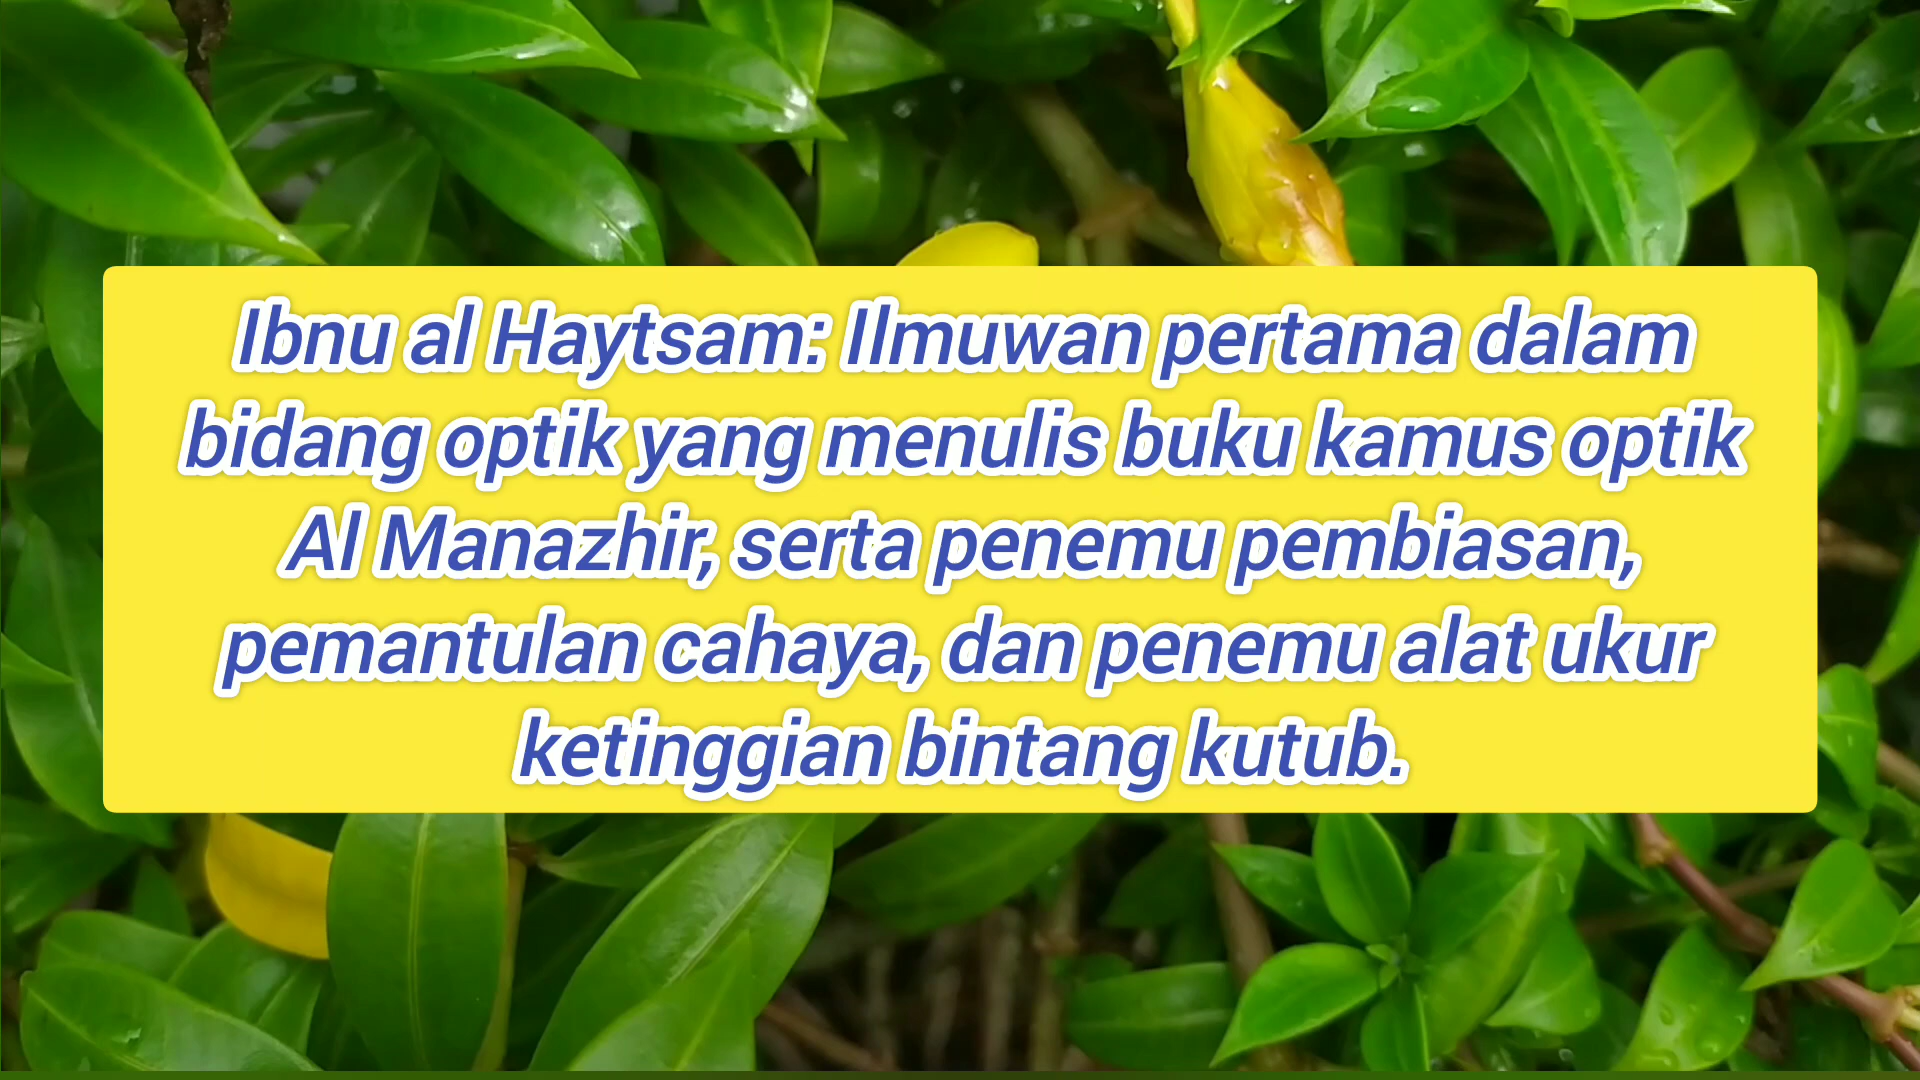 Ibnu al Haytsam: Ilmuwan pertama dalam
bidang optik yang menulis buku kamus optik
Al Manazhir, serta penemu pembiasan,
pemantulan cahaya, dan penemu alat ukur
ketinggian bintang kutub.